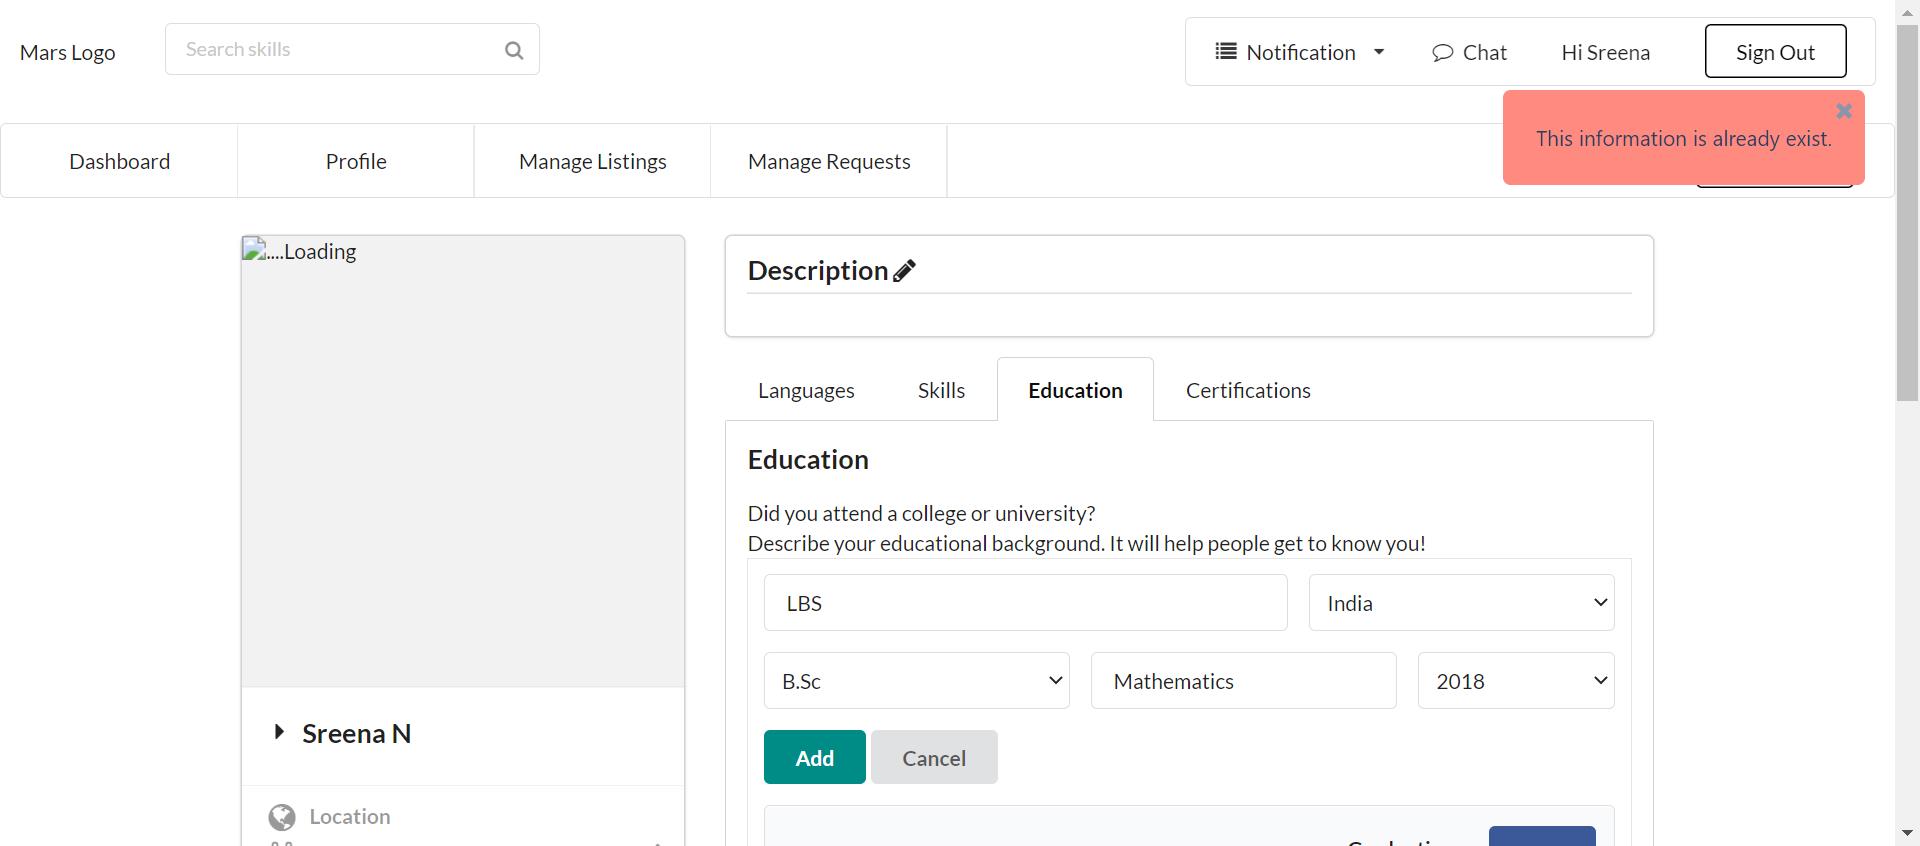 Mars Logo
Search skills
Notification
Chat
Hi Sreena
Sign Out
This information is already exist.
Dashboard
Profile
Manage Listings
Manage Requests
....Loading
Description
Languages
Skills
Education
Certifications
Education
Did you attend a college or university?
Describe your educational background. It will help people get to know you!
LBS
India
B.Sc
Mathematics
2018
Add
Cancel
Sreena N
Location